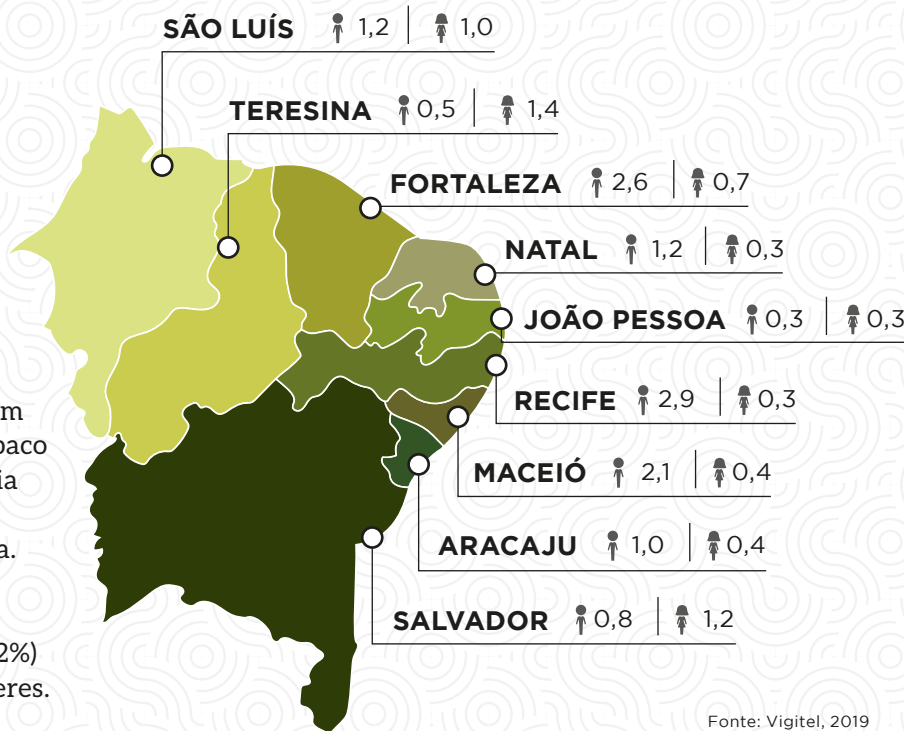 SÃO LUÍS 1,2 1,0
TERESINA 0,5 1,4
FORTALEZA 2,6 0,7
NATAL 1,2 0,3
JOÃO PESSOA 0,3 0,3
RECIFE 2,9 0,3
MACEIÓ 2,1 0,4
ARACAJU 1,0 0,4
SALVADOR 0,8 1,2
2%)
Fonte: Vigitel, 2019